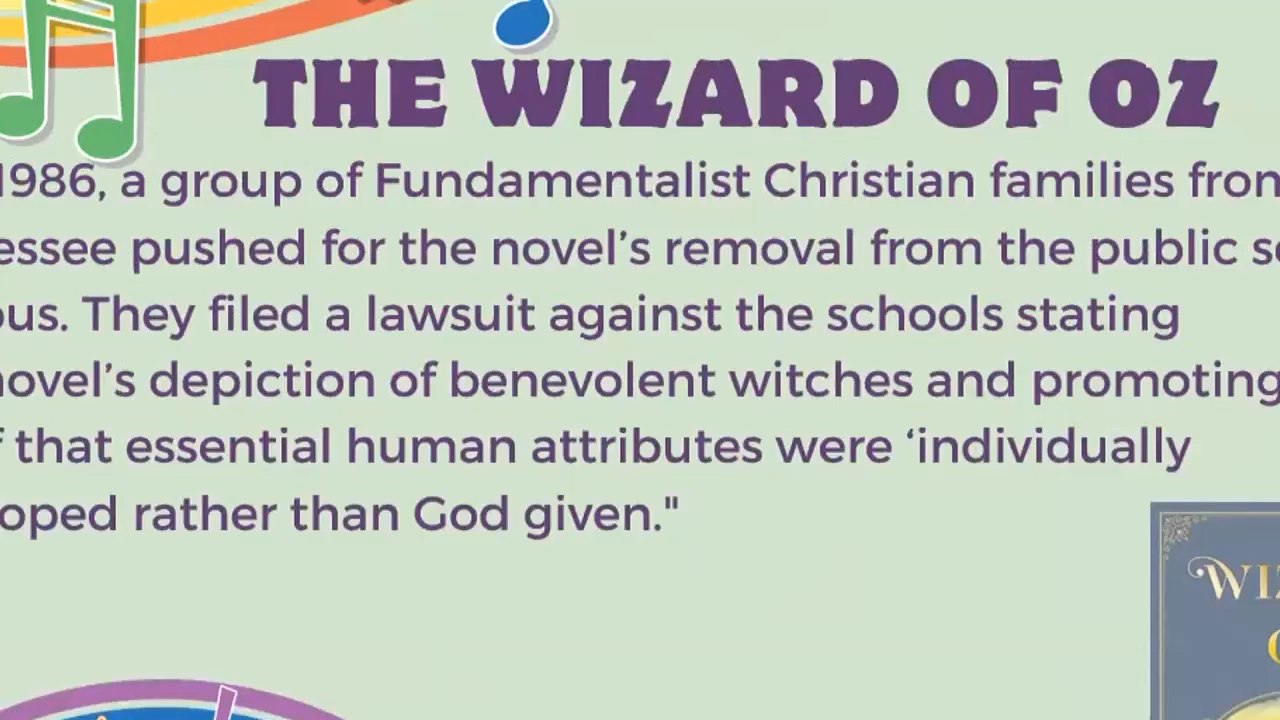 THE WIZARD OF OZ
1986, a group of Fundamentalist Christian families from
essee pushed for the novel’s removal from the public s
ous. They filed a lawsuit against the schools stating
novel’s depiction of benevolent witches and promoting
f that essential human attributes were ‘individually
oped rather than God given."
WIZ